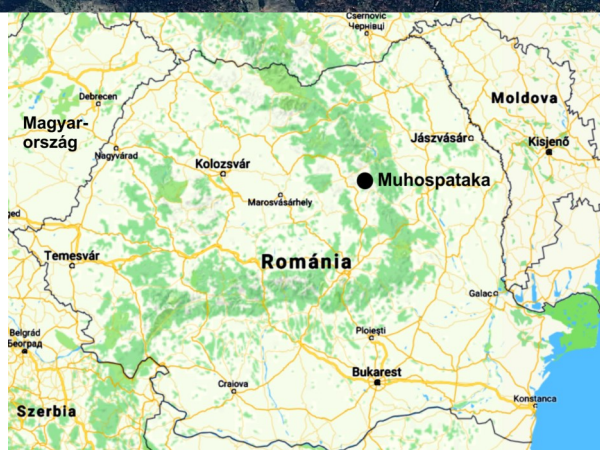 Csernovic
Чернівці
Moldova
Debrecen
Magyar-
ország
Jászvásár
Kisjenő
Nagyvárad
Kolozsvár
Muhospataka
Marosvásárhely
ged
Temesvár
Románia
Galac
Belgrád
Београд
Ploiești
Bukarest
Craiova
Konstanca
Szerbia